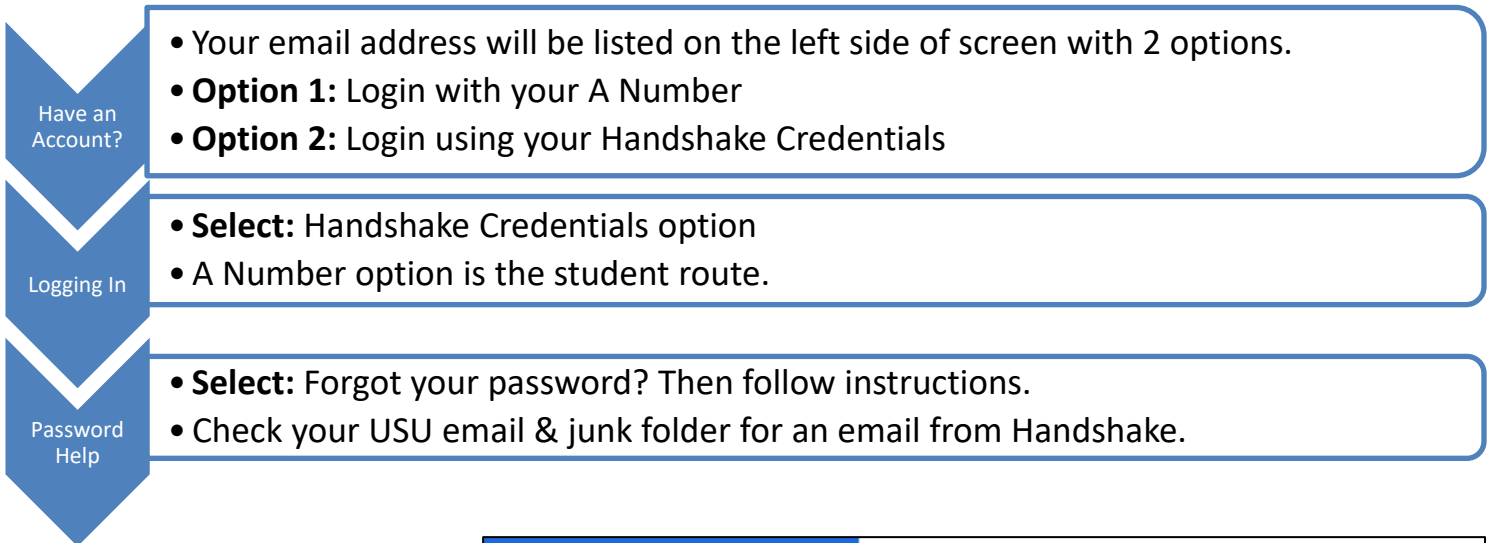 Have an
Account?
• Your email address will be listed on the left side of screen with 2 options.
• Option 1: Login with your A Number
• Option 2: Login using your Handshake Credentials
Logging In
• Select: Handshake Credentials option
• A Number option is the student route.
Password
Help
• Select: Forgot your password? Then follow instructions.
• Check your USU email & junk folder for an email from Handshake.